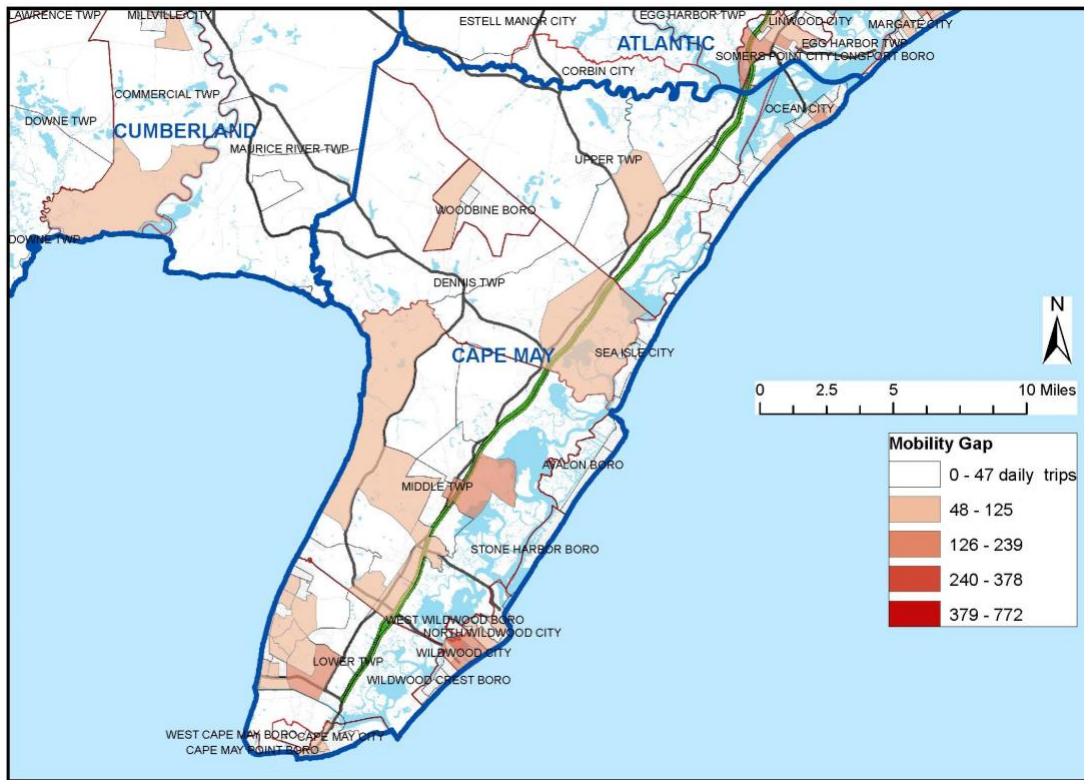 LAWRENCE TWP
MILLVILLE CITY
ESTELL MANOR CITY
EGG HARBOR TWP
LINWOOD CITY
MARGATE CITY
ATLANTIC
EGG HARBOR TWP
SOMERS POINT CITY
LONGPORT BORO
CORBIN CITY
COMMERCIAL TWP
OCEAN CITY
DOWNE TWP
CUMBERLAND
MAURICE RIVER TWP
UPPER TWP
WOODBINE BORO
DOWNE TWP
DENNIS TWP
CAPE MAY
SEA ISLE CITY
N
0 2.5 5 10 Miles
Mobility Gap
0 - 47 daily trips
48 - 125
126 - 239
240 - 378
379 - 772
AVALON BORO
MIDDLE TWP
STONE HARBOR BORO
WEST WILDWOOD BORO
NORTH WILDWOOD CITY
WILDWOOD CITY
LOWER TWP
WILDWOOD CREST BORO
WEST CAPE MAY BORO
CAPE MAY CITY
CAPE MAY POINT BORO